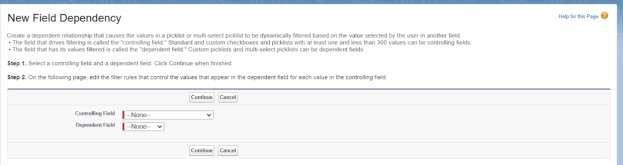 New Field Dependency
Help for this Page
Create a dependent relationship that causes the values in a picklist or multi-select picklist to be dynamically filtered based on the value selected by the user in another field.
• The field that drives filtering is called the "controlling field." Standard and custom checkboxes and picklists with at least one and less than 300 values can be controlling fields.
• The field that has its values filtered is called the "dependent field." Custom picklists and multi-select picklists can be dependent fields.
Step 1. Select a controlling field and a dependent field. Click Continue when finished.
Step 2. On the following page, edit the filter rules that control the values that appear in the dependent field for each value in the controlling field.
Continue Cancel
Controlling Field --None--
Dependent Field --None--
Continue Cancel